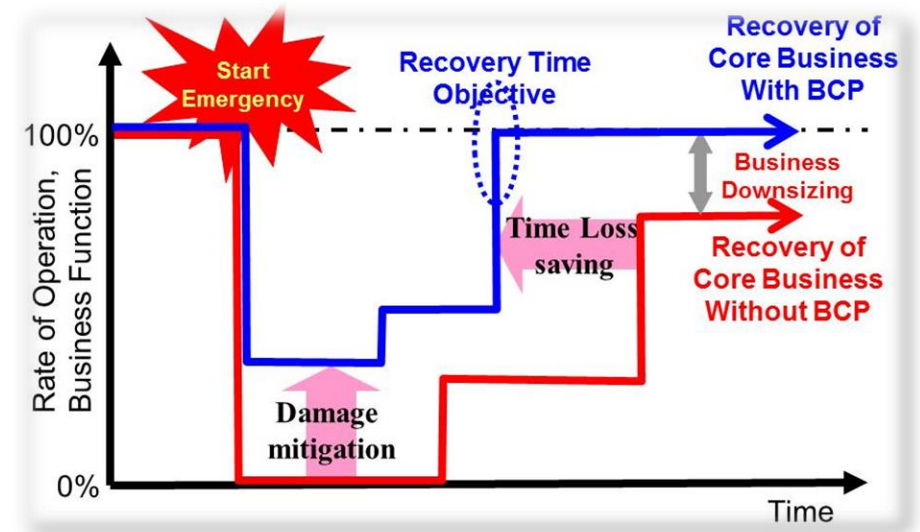 Recovery of
Core Business
With BCP
Start
Emergency
Recovery Time
Objective
100%
Business
Downsizing
Time Loss
saving
Recovery of
Core Business
Without BCP
Rate of Operation,
Business Function
Damage
mitigation
0%
Time